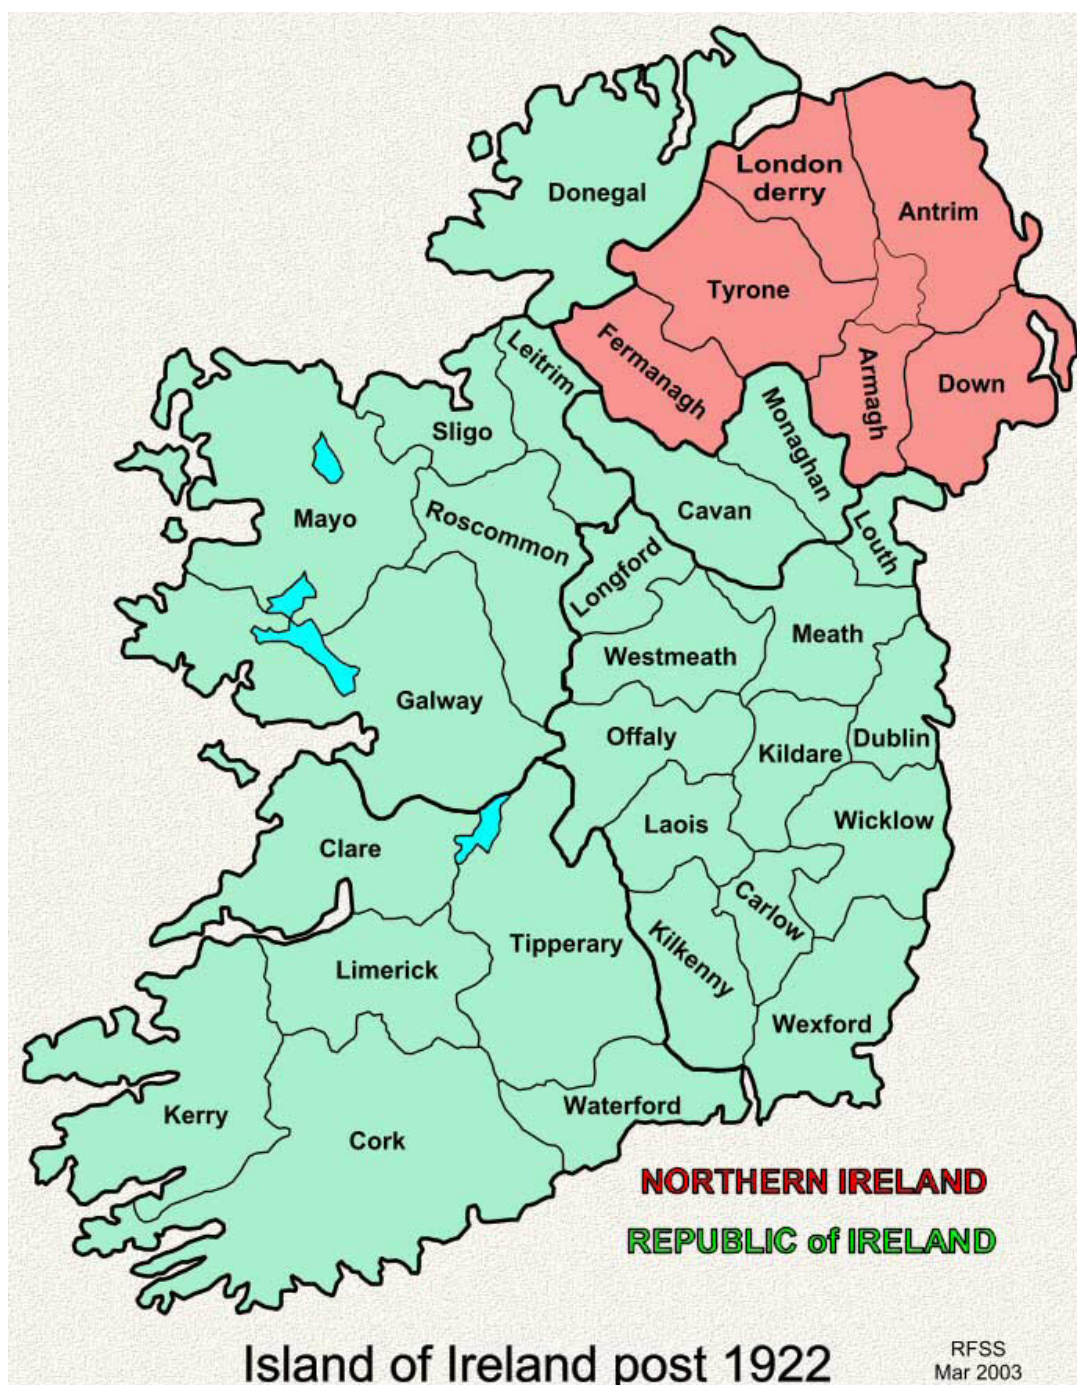 Donegal
London
derry
Antrim
Tyrone
Fermanagh
Armagh
Down
Leitrim
Monaghan
Sligo
Cavan
Mayo
Roscommon
Louth
Longford
Meath
Westmeath
Galway
Offaly
Kildare
Dublin
Laois
Wicklow
Clare
Carlow
Tipperary
Kilkenny
Limerick
Wexford
Kerry
Waterford
Cork
NORTHERN IRELAND
REPUBLIC of IRELAND
Island of Ireland post 1922
RFSS
Mar 2003